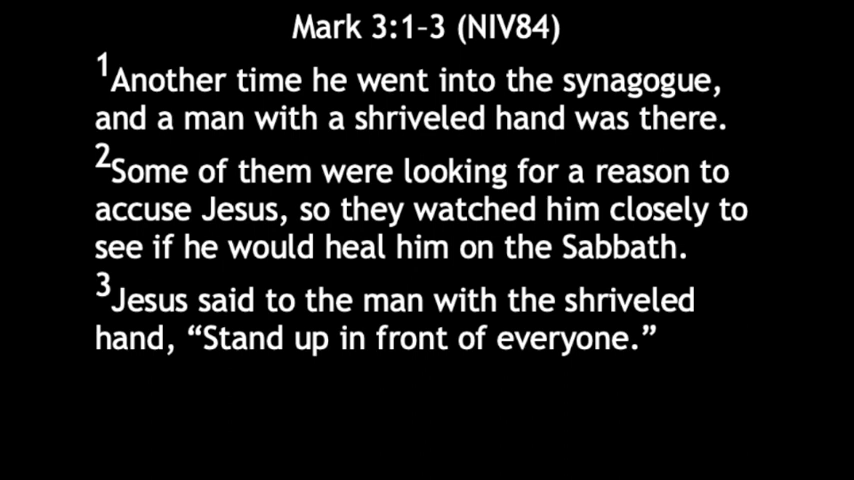 Mark 3:1–3 (NIV84)
1Another time he went into the synagogue,
and a man with a shriveled hand was there.
2Some of them were looking for a reason to
accuse Jesus, so they watched him closely to
see if he would heal him on the Sabbath.
3Jesus said to the man with the shriveled
hand, “Stand up in front of everyone.”